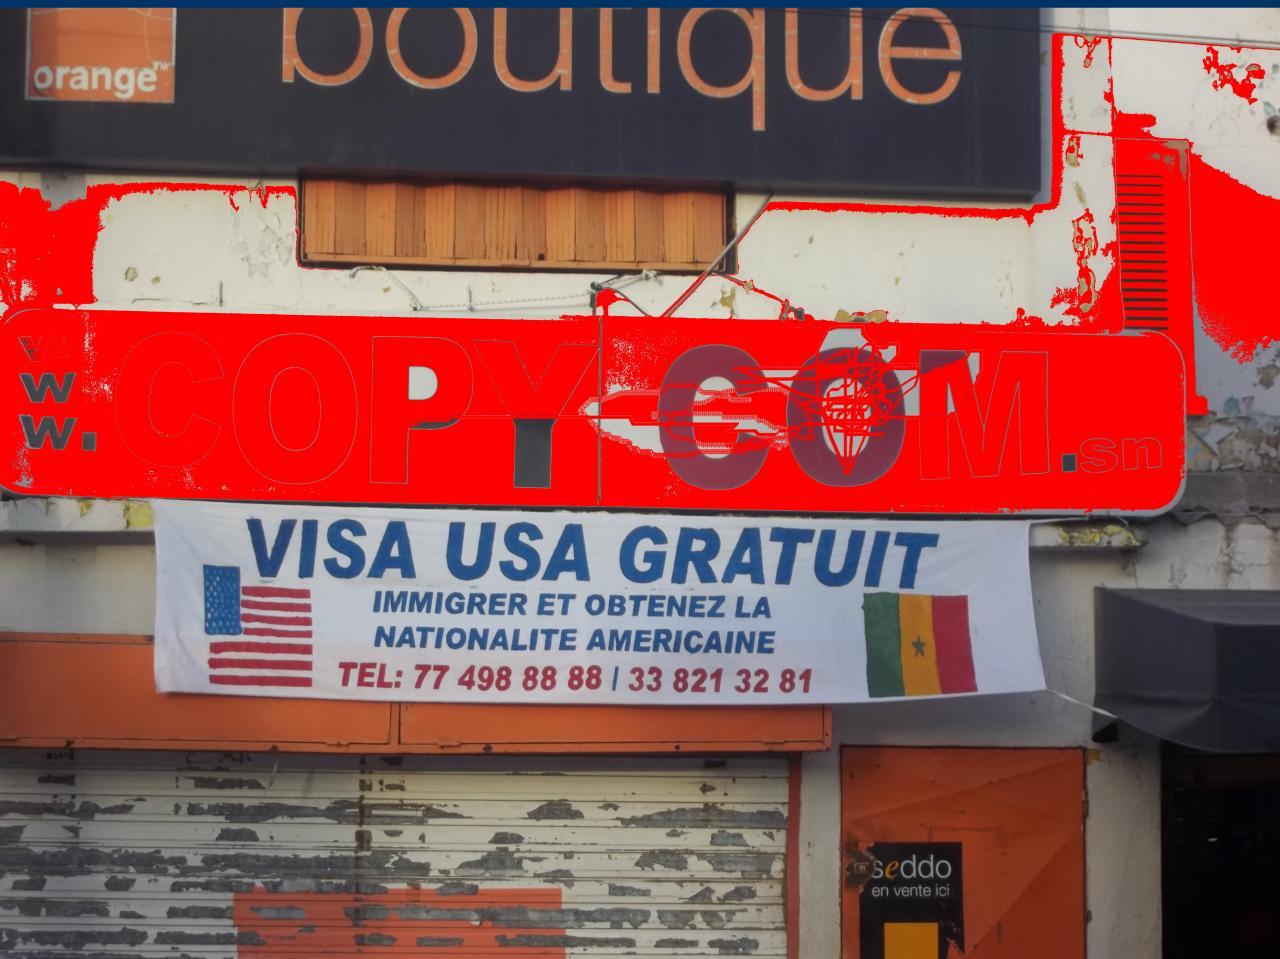 boutique
orange™
www.COPY COM.sn
VISA USA GRATUIT
IMMIGRER ET OBTENEZ LA
NATIONALITE AMERICAINE
TEL: 77 498 88 88 | 33 821 32 81
seddo
en vente ici